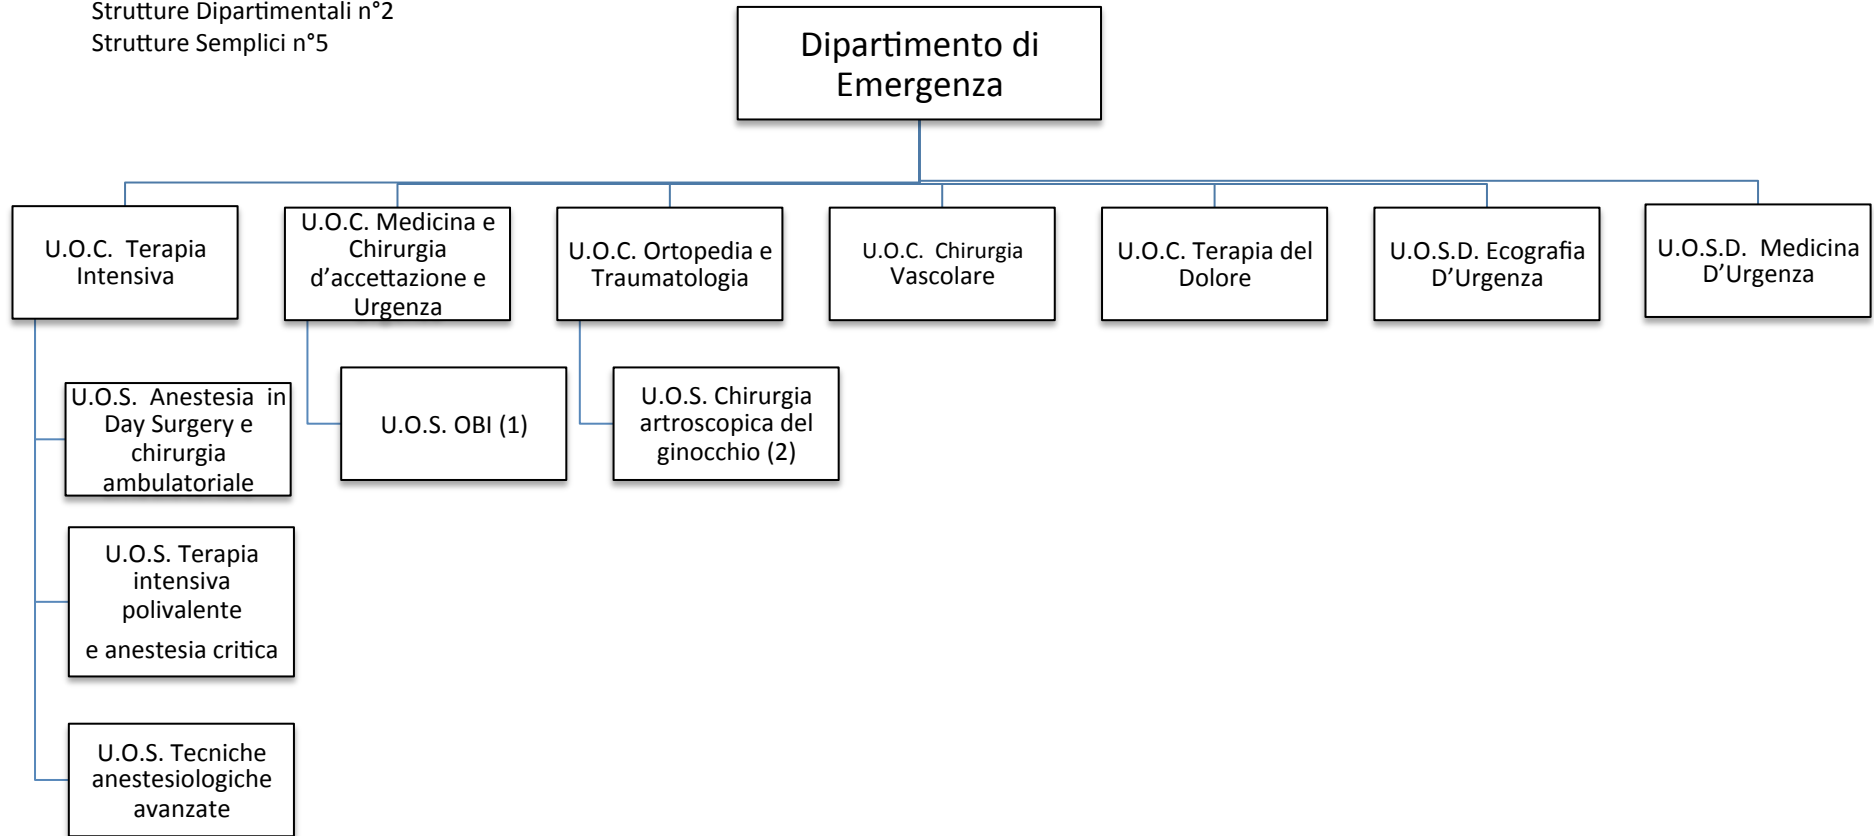 Strutture Dipartimentali n°2
Strutture Semplici n°5
Dipartimento di
Emergenza
U.O.C. Terapia
Intensiva
U.O.C. Medicina e
Chirurgia
d’accettazione e
Urgenza
U.O.C. Ortopedia e
Traumatologia
U.O.C. Chirurgia
Vascolare
U.O.C. Terapia del
Dolore
U.O.S.D. Ecografia
D’Urgenza
U.O.S.D. Medicina
D’Urgenza
U.O.S. Anestesia in
Day Surgery e
chirurgia
ambulatoriale
U.O.S. OBI (1)
U.O.S. Chirurgia
artroscopica del
ginocchio (2)
U.O.S. Terapia
intensiva
polivalente
e anestesia critica
U.O.S. Tecniche
anestesiologiche
avanzate